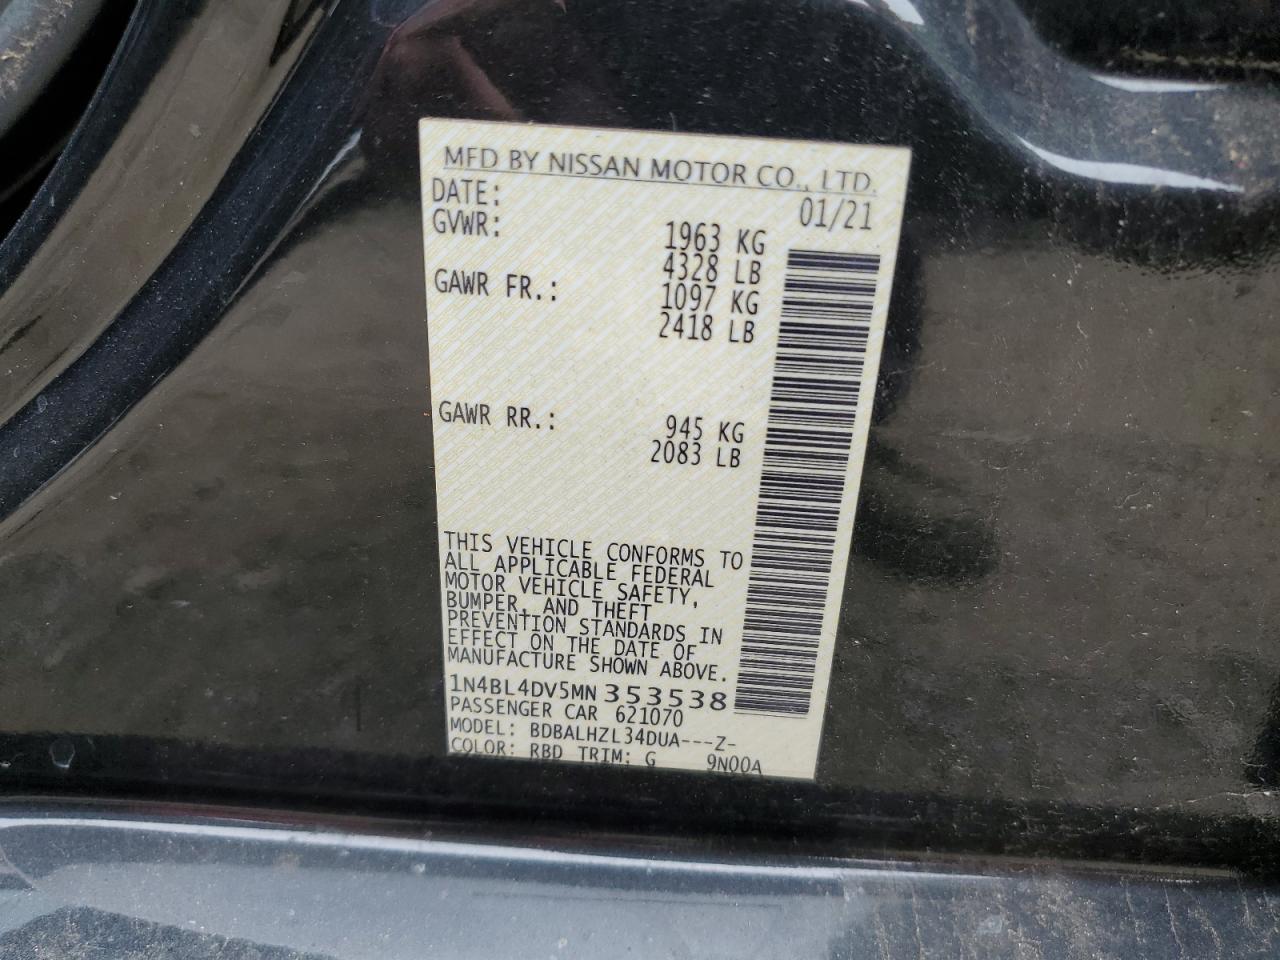 MFD BY NISSAN MOTOR CO., LTD.
DATE: 01/21
GVWR: 1963 KG
4328 LB
GAWR FR.: 1097 KG
2418 LB
GAWR RR.: 945 KG
2083 LB
THIS VEHICLE CONFORMS TO
ALL APPLICABLE FEDERAL
MOTOR VEHICLE SAFETY,
BUMPER, AND THEFT
PREVENTION STANDARDS IN
EFFECT ON THE DATE OF
MANUFACTURE SHOWN ABOVE.
1N4BL4DV5MN353538
PASSENGER CAR 621070
MODEL: BDBALHZL34DUA---Z-
COLOR: RBD TRIM: G 9N00A